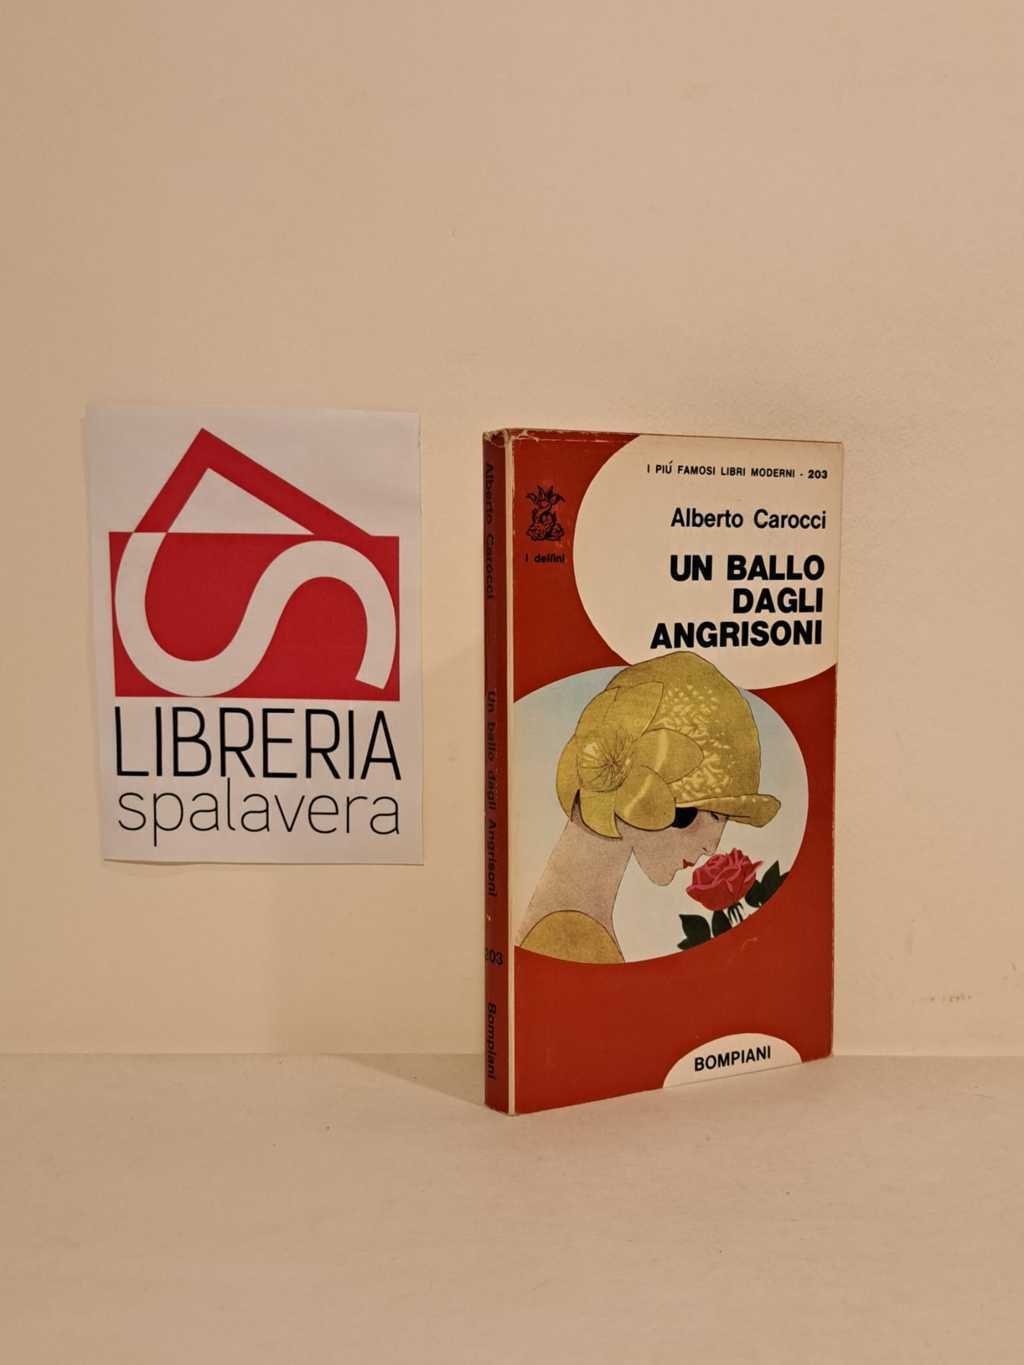 LIBRERIA
spalavera
Alberto Carocci
Un ballo dagli Angrisoni
203
Bompiani
I PIÚ FAMOSI LIBRI MODERNI - 203
i delfini
Alberto Carocci
UN BALLO
DAGLI
ANGRISONI
BOMPIANI